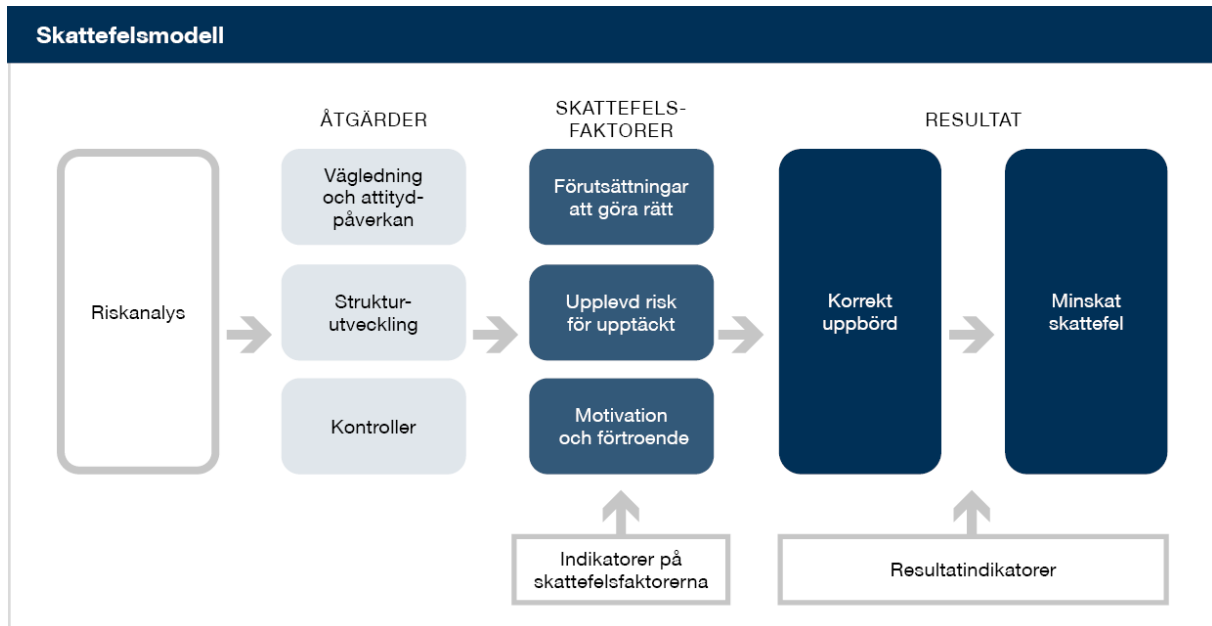 Skattefelsmodell
ÅTGÄRDER
SKATTEFELS-
FAKTORER
RESULTAT
Riskanalys
Vägledning
och attityd-
påverkan
Struktur-
utveckling
Kontroller
Förutsättningar
att göra rätt
Upplevd risk
för upptäckt
Motivation
och förtroende
Korrekt
uppbörd
Minskat
skattefel
Indikatorer på
skattefelsfaktorerna
Resultatindikatorer